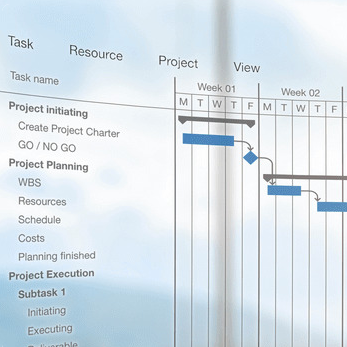 Task Resource Project View
Task name
Week 01 Week 02
M T W T F M T W T F
Project initiating
Create Project Charter
GO / NO GO
Project Planning
WBS
Resources
Schedule
Costs
Planning finished
Project Execution
Subtask 1
Initiating
Executing
Deliverable